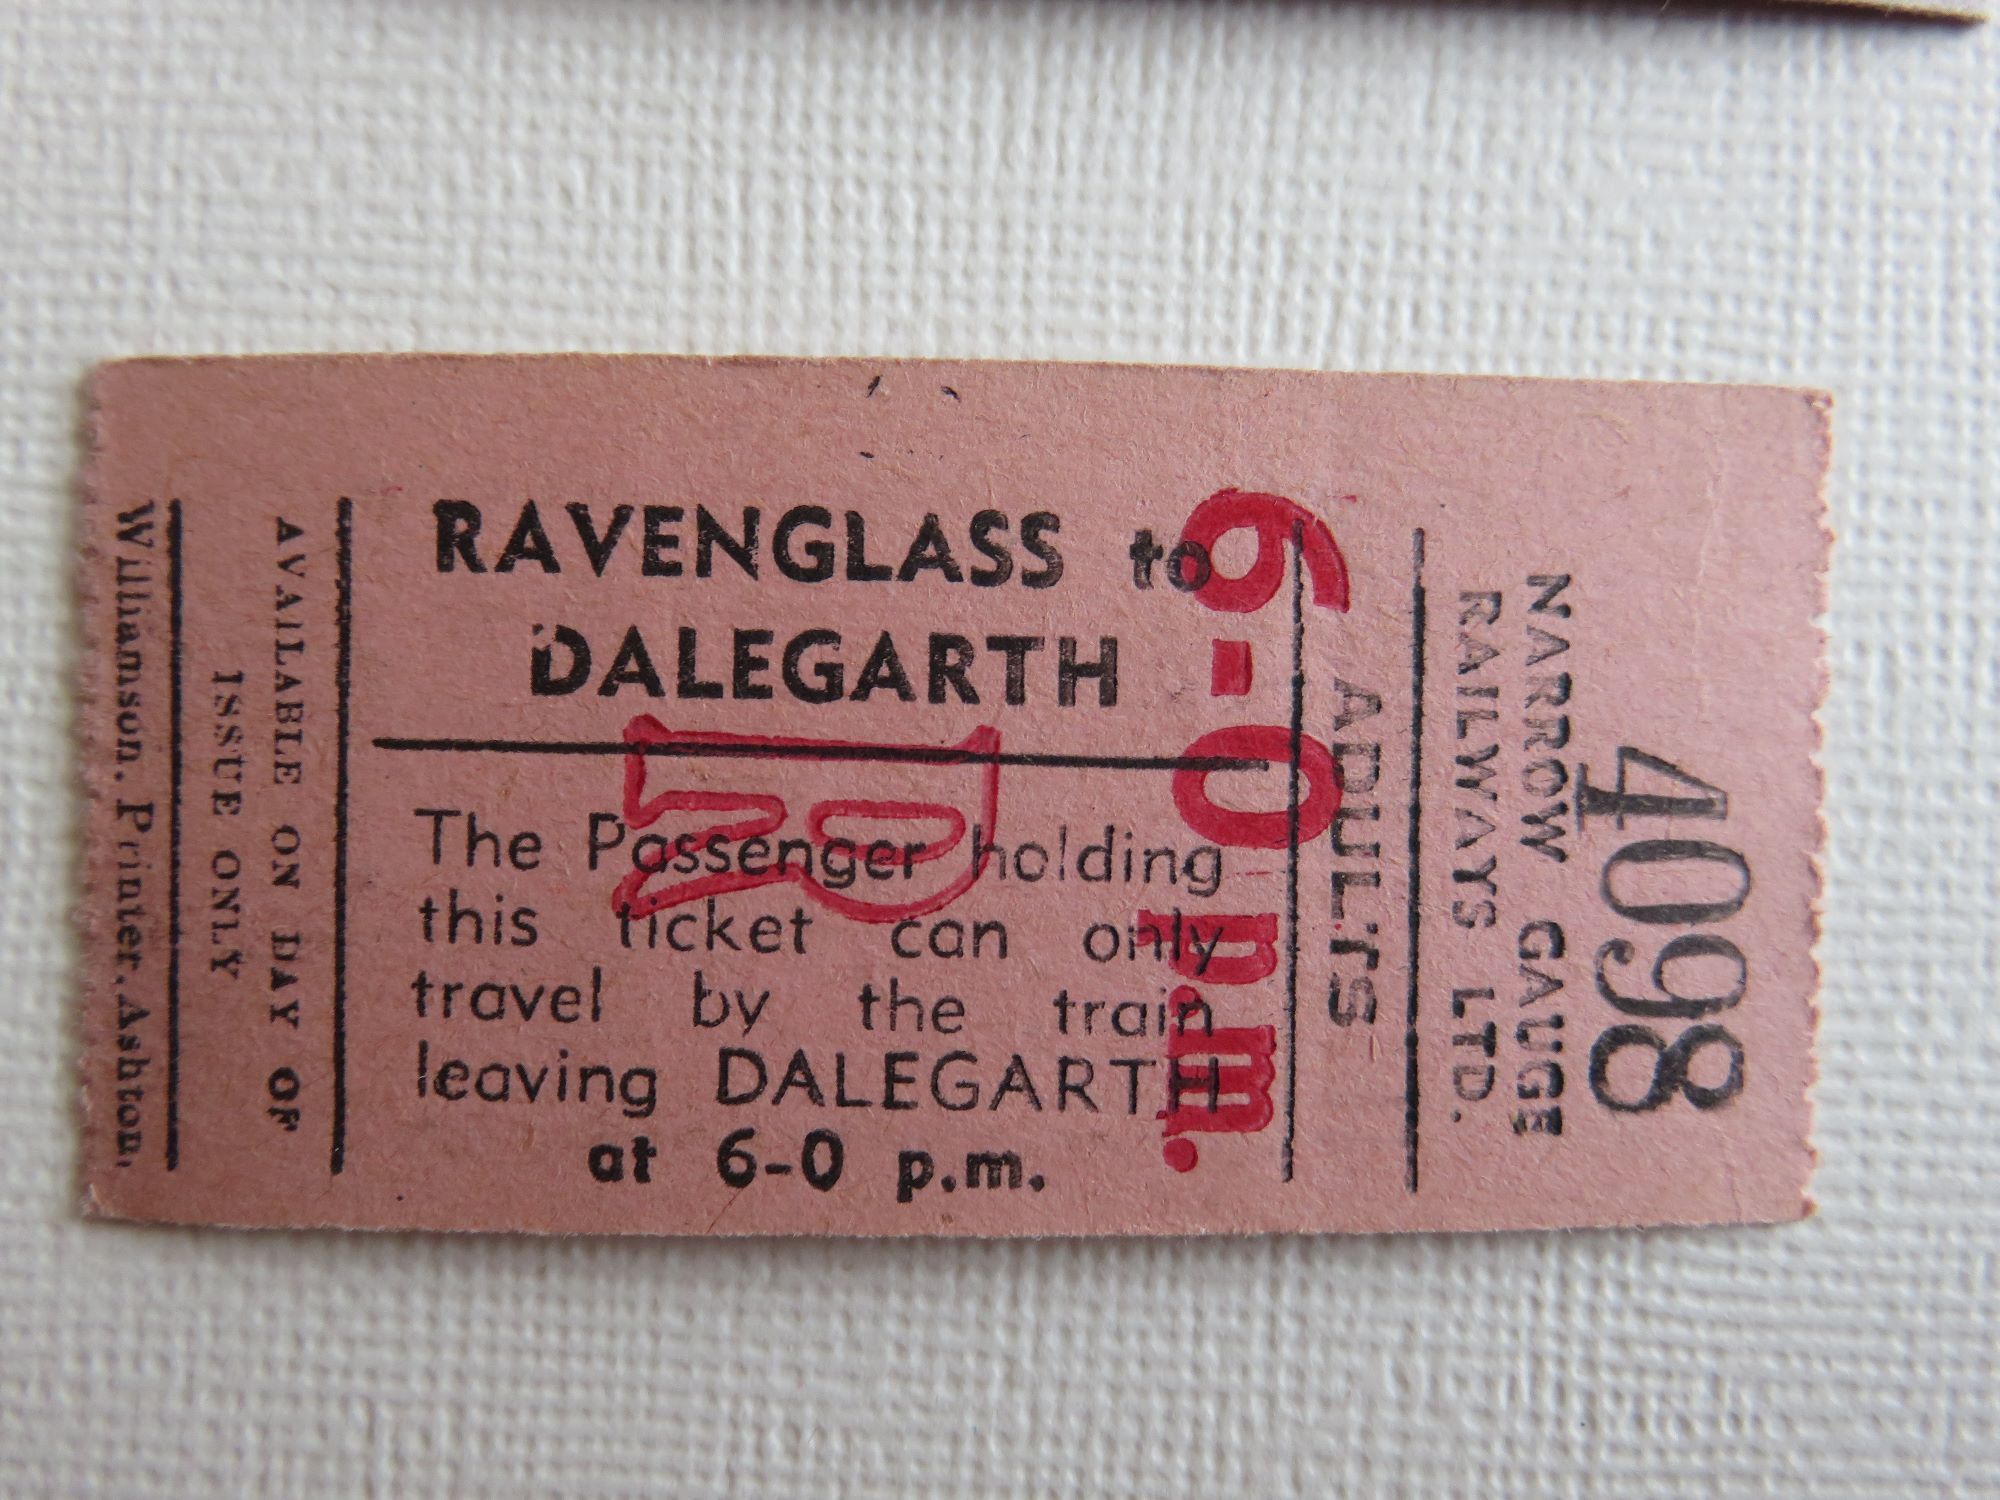 4098
NARROW GAUGE
RAILWAYS LTD.
ADULTS
6-0 p.m.
RAVENGLASS to
DALEGARTH
R
The Passenger holding
this ticket can only
travel by the train
leaving DALEGARTH
at 6-0 p.m.
AVAILABLE ON DAY OF
ISSUE ONLY
Williamson. Printer. Ashton.